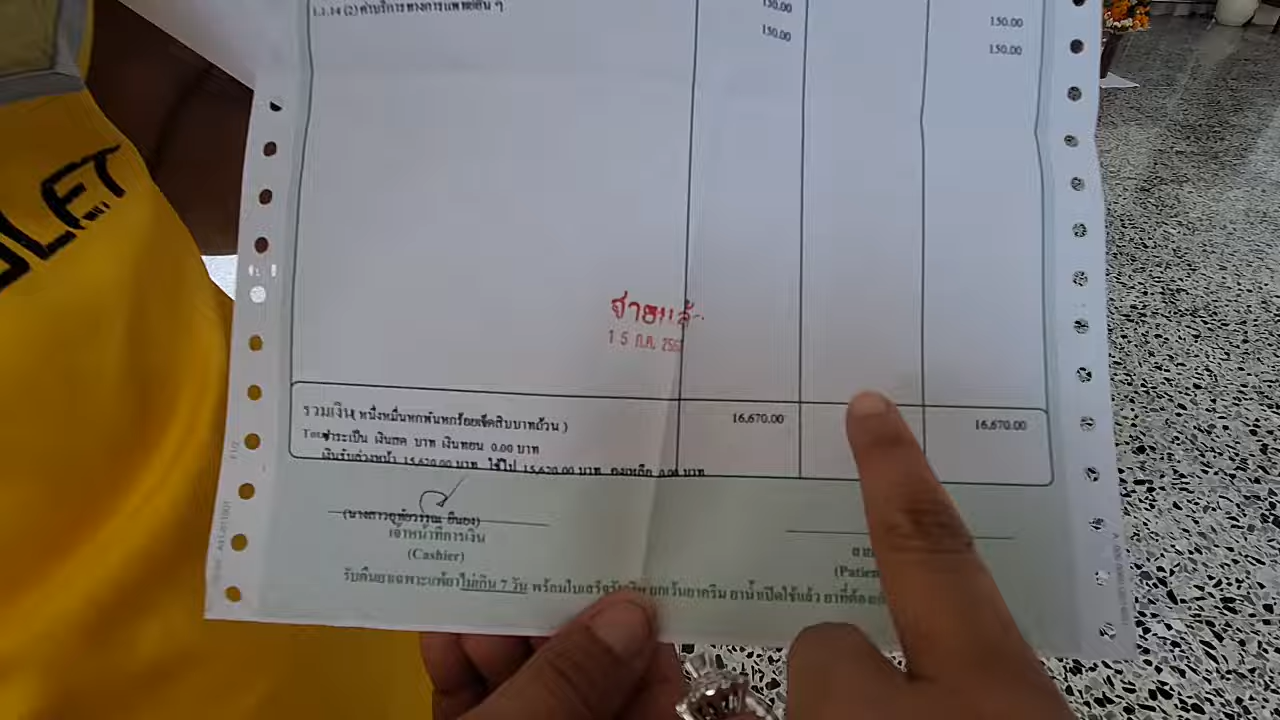 1.1.14 (2) ค่าบริการทางการแพทย์อื่น ๆ 150.00 150.00
150.00 150.00
จ่ายแล้ว
15 ก.ค. 256
รวมเงิน( หนึ่งหมื่นหกพันหกร้อยเจ็ดสิบบาทถ้วน ) 16,670.00 16,670.00
ชำระเป็น เงินสด บาท เงินทอน 0.00 บาท
เงินรับล่วงหน้า 15,620.00 บาท ใช้ไป 15,620.00 บาท คงเหลือ 0.00 บาท
เจ้าหน้าที่การเงิน
(Cashier)
(Patien
รับคืนยาเฉพาะแพ้ยาไม่เกิน 7 วัน พร้อมใบเสร็จรับเงิน ยกเว้นยาครีม ยาน้ำเปิดใช้แล้ว ยาที่ต้อง